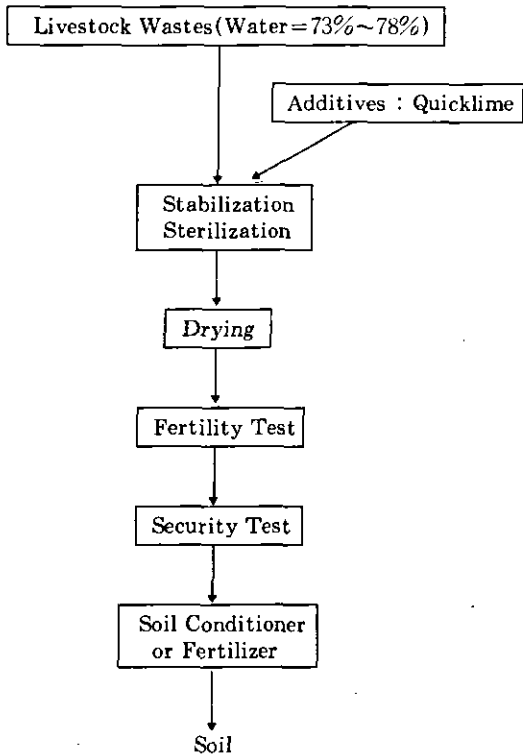 Livestock Wastes(Water=73%~78%)
Additives : Quicklime
Stabilization
Sterilization
Drying
Fertility Test
Security Test
Soil Conditioner
or Fertilizer
Soil